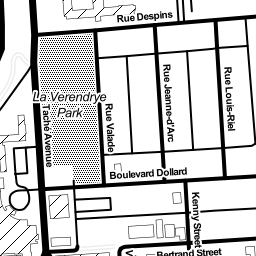 Rue Despins
La Verendrye
Park
Taché Avenue
Rue Valade
Rue Jeanne-d'Arc
Rue Louis-Riel
Boulevard Dollard
Kenny Street
Bertrand Street